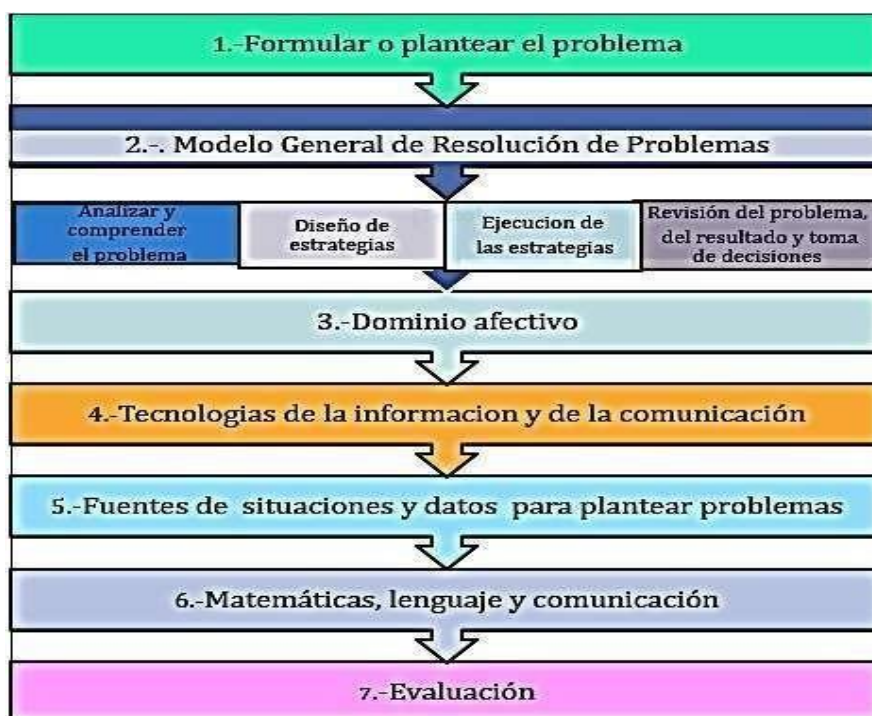 1.-Formular o plantear el problema
2.-. Modelo General de Resolución de Problemas
Analizar y
comprender
el problema
Diseño de
estrategias
Ejecucion de
las estrategias
Revisión del problema,
del resultado y toma
de decisiones
3.-Dominio afectivo
4.-Tecnologias de la informacion y de la comunicación
5.-Fuentes de situaciones y datos para plantear problemas
6.-Matemáticas, lenguaje y comunicación
7.-Evaluación